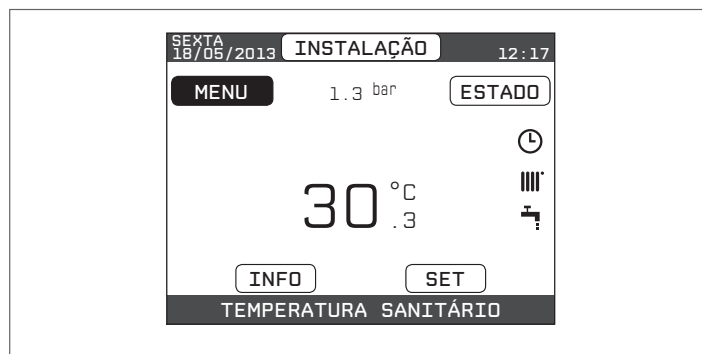 SEXTA
18/05/2013 INSTALAÇÃO 12:17
MENU 1.3 bar ESTADO
30.3 °C
INFO SET
TEMPERATURA SANITÁRIO